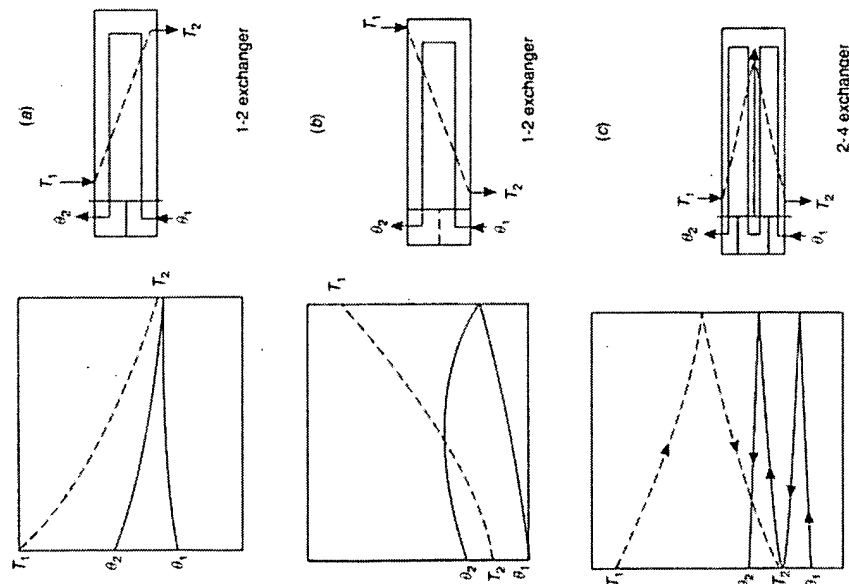 (a)
T₁
T₂
θ₂
θ₁
1-2 exchanger
T₁
θ₂
θ₁
T₂
(b)
T₁
θ₂
θ₁
T₂
1-2 exchanger
T₁
θ₂
T₂
θ₁
(c)
T₁
θ₂
θ₁
T₂
2-4 exchanger
T₁
θ₂
T₂
θ₁